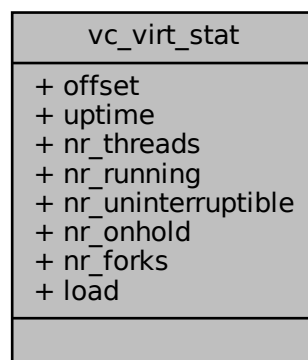 vc_virt_stat
+ offset
+ uptime
+ nr_threads
+ nr_running
+ nr_uninterruptible
+ nr_onhold
+ nr_forks
+ load